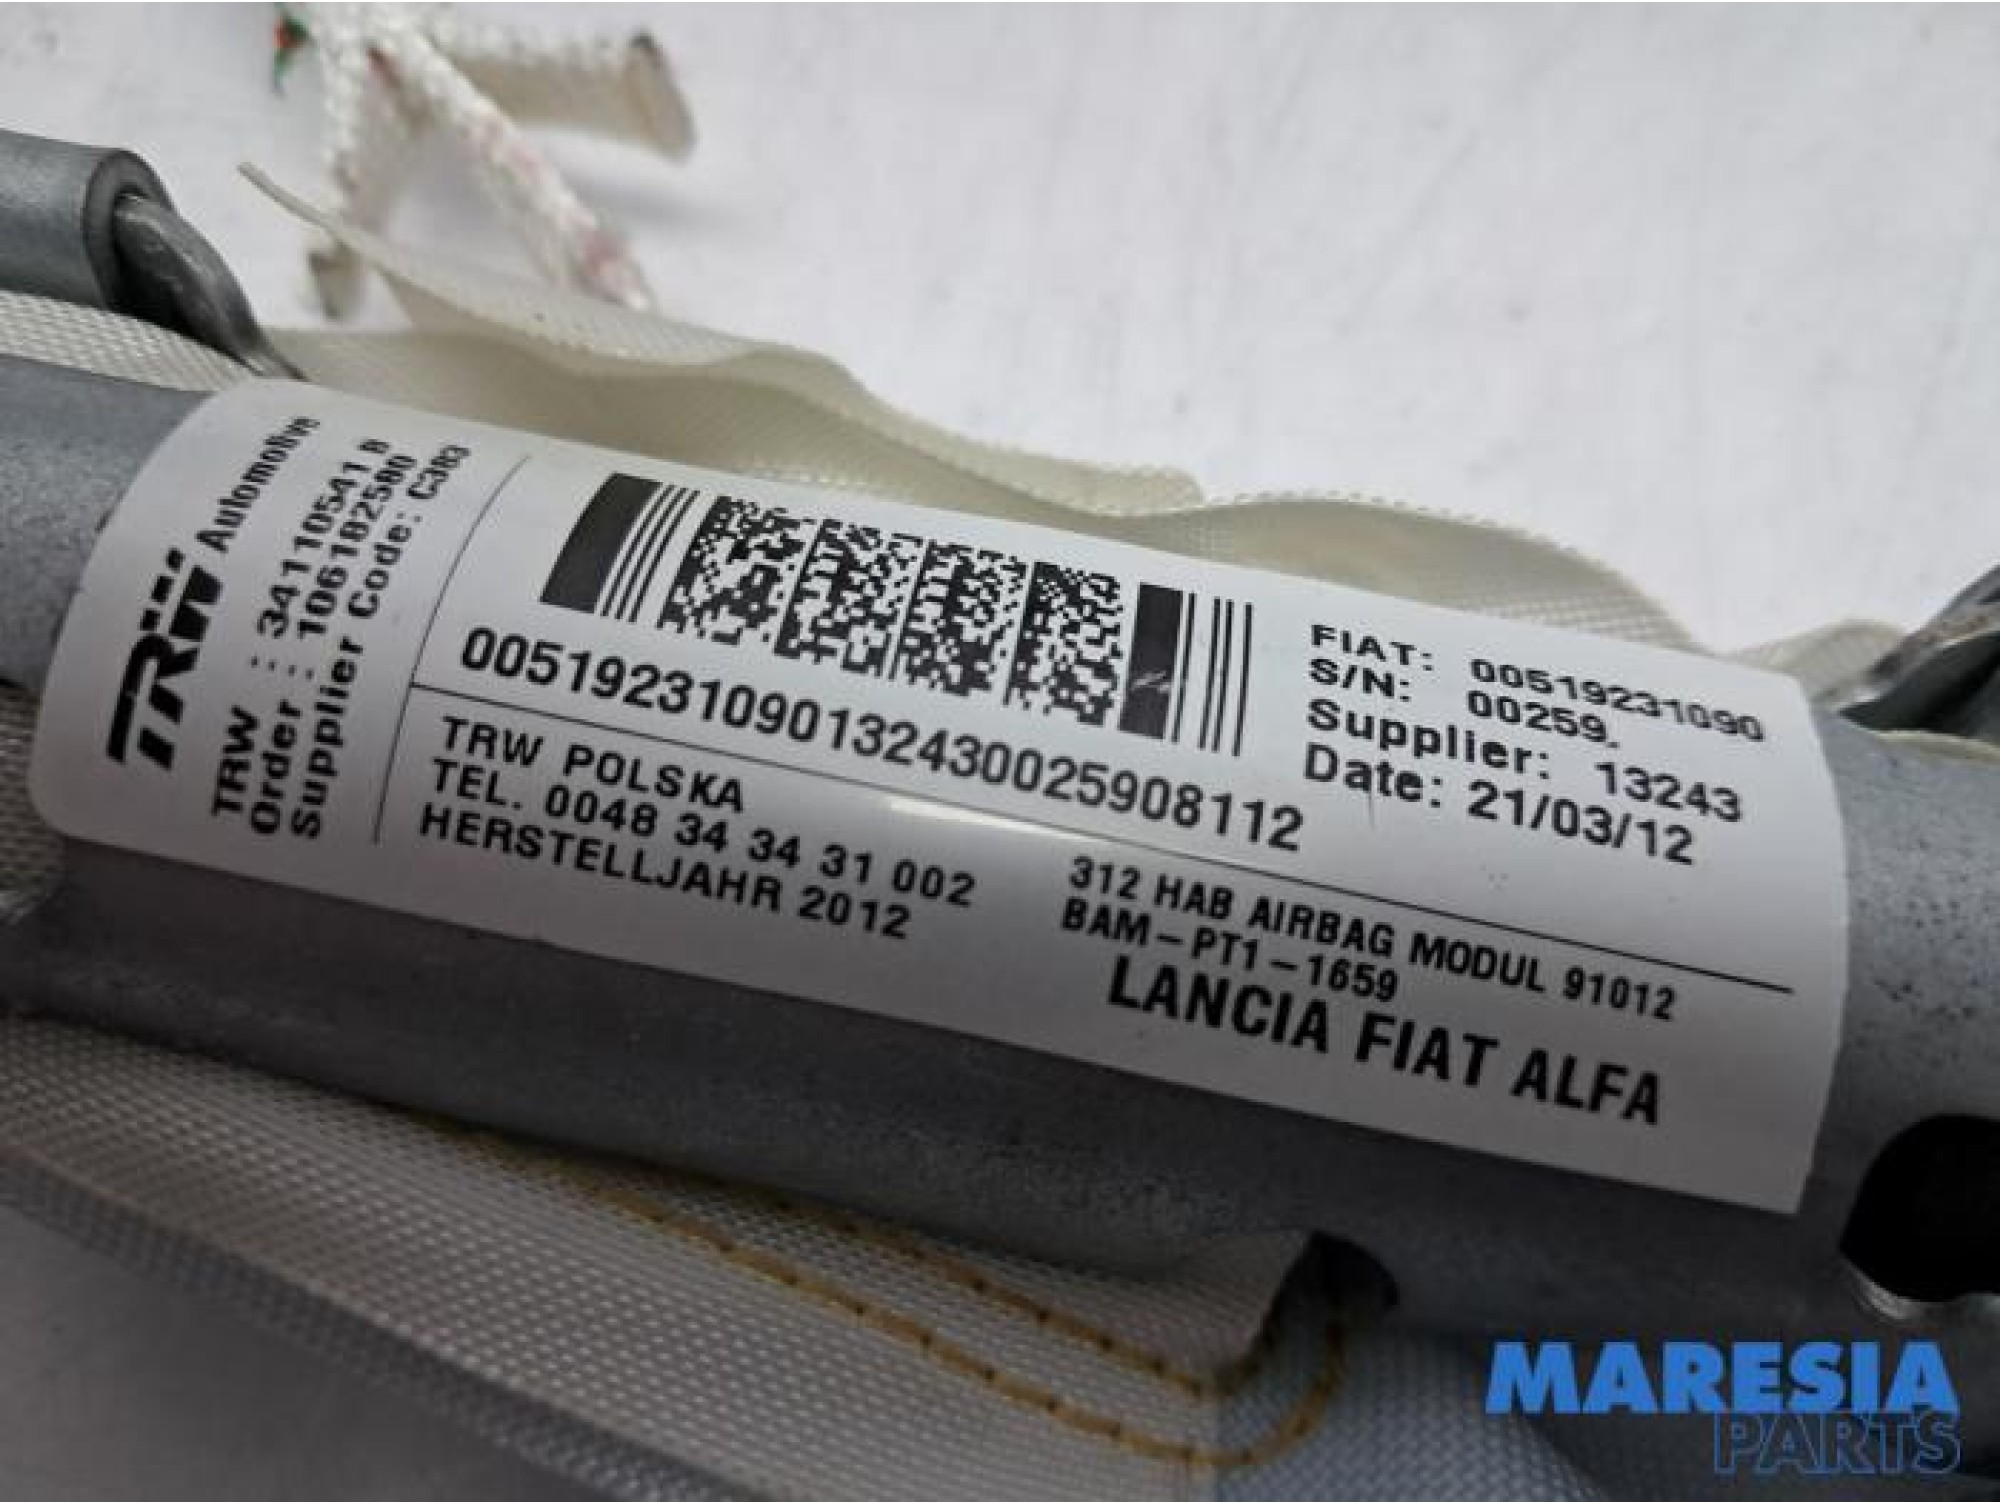 TRW Automotive
TRW : 34110541 B
Order : 106182580
Supplier Code: C383
00519231090132430025908112
FIAT: 00519231090
S/N: 00259.
Supplier: 13243
Date: 21/03/12
TRW POLSKA
TEL. 0048 34 34 31 002
HERSTELLJAHR 2012
312 HAB AIRBAG MODUL 91012
BAM-PT1-1659
LANCIA FIAT ALFA
MARESIA
PARTS